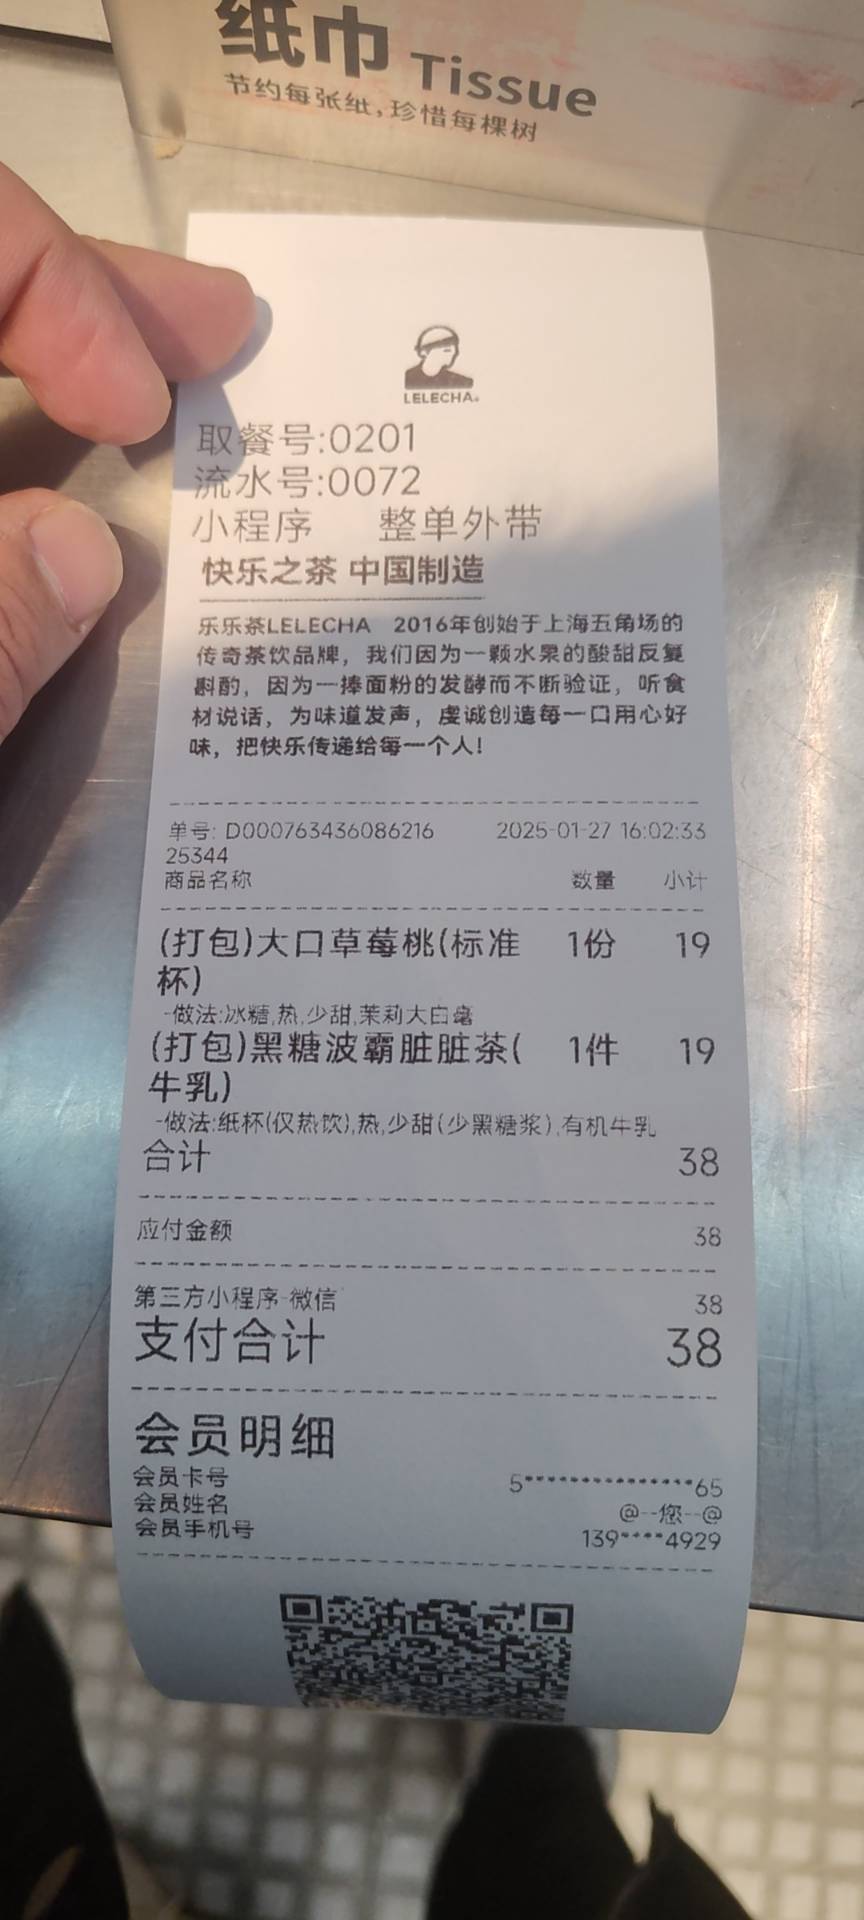 纸巾 Tissue
节约每张纸,珍惜每棵树
LELECHA
取餐号:0201
流水号:0072
小程序 整单外带
快乐之茶 中国制造
乐乐茶LELECHA 2016年创始于上海五角场的
传奇茶饮品牌，我们因为一颗水果的酸甜反复
斟酌，因为一捧面粉的发酵而不断验证，听食
材说话，为味道发声，虔诚创造每一口用心好
味，把快乐传递给每一个人!
单号: D000763436086216 2025-01-27 16:02:33
25344
商品名称 数量 小计
(打包)大口草莓桃(标准 1份 19
杯)
-做法:冰糖,热,少甜,茉莉大白毫
(打包)黑糖波霸脏脏茶( 1件 19
牛乳)
-做法:纸杯(仅热饮),热,少甜(少黑糖浆),有机牛乳
合计 38
应付金额 38
第三方小程序-微信 38
支付合计 38
会员明细
会员卡号 5*****************65
会员姓名 @--您--@
会员手机号 139****4929